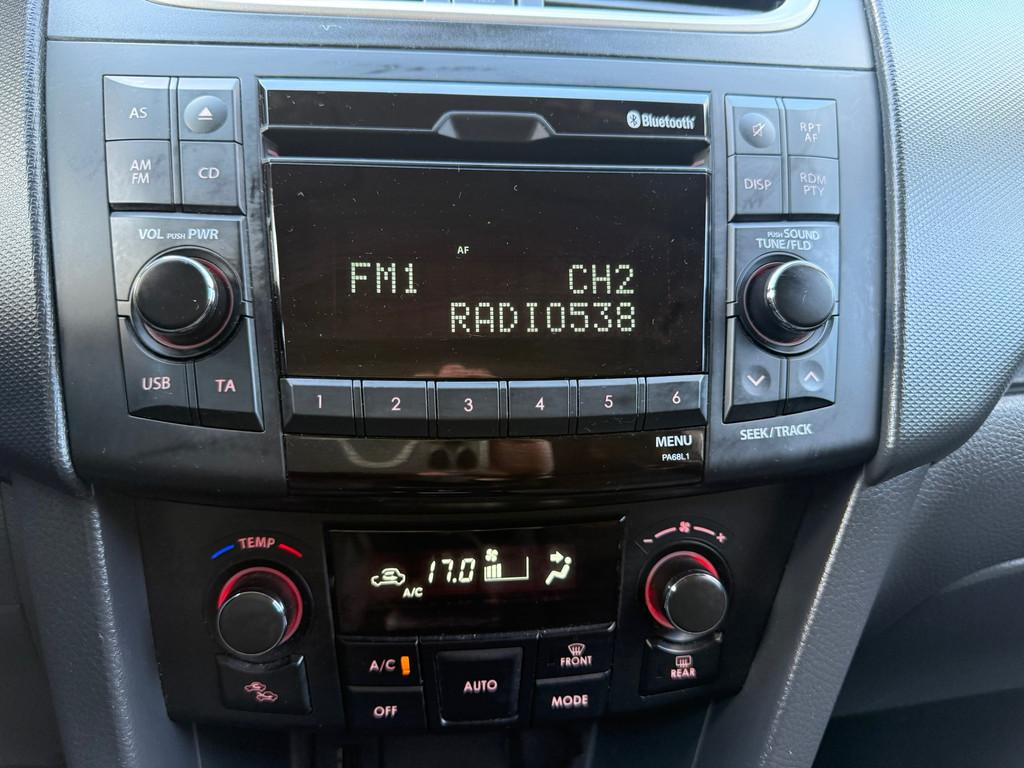 AS
AM
FM
CD
VOL PUSH PWR
USB
TA
Bluetooth
AF
FM1 CH2
RADIO538
1 2 3 4 5 6
MENU
PA68L1
RPT
AF
DISP
RDM
PTY
PUSH SOUND
TUNE/FLD
SEEK/TRACK
TEMP
17.0
A/C
- +
A/C
OFF
AUTO
FRONT
MODE
REAR